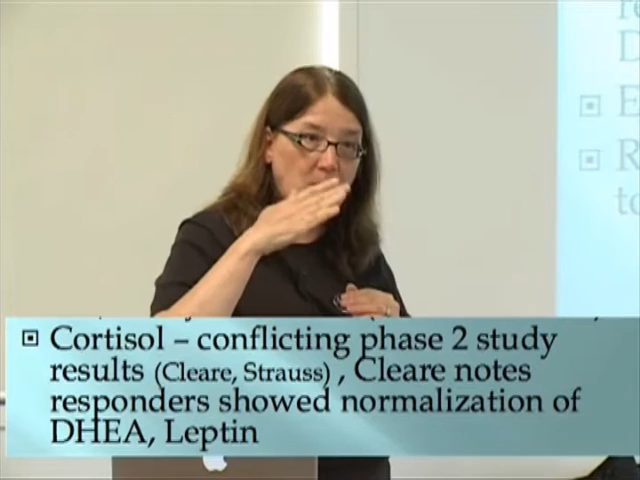 Cortisol – conflicting phase 2 study
results (Cleare, Strauss) , Cleare notes
responders showed normalization of
DHEA, Leptin